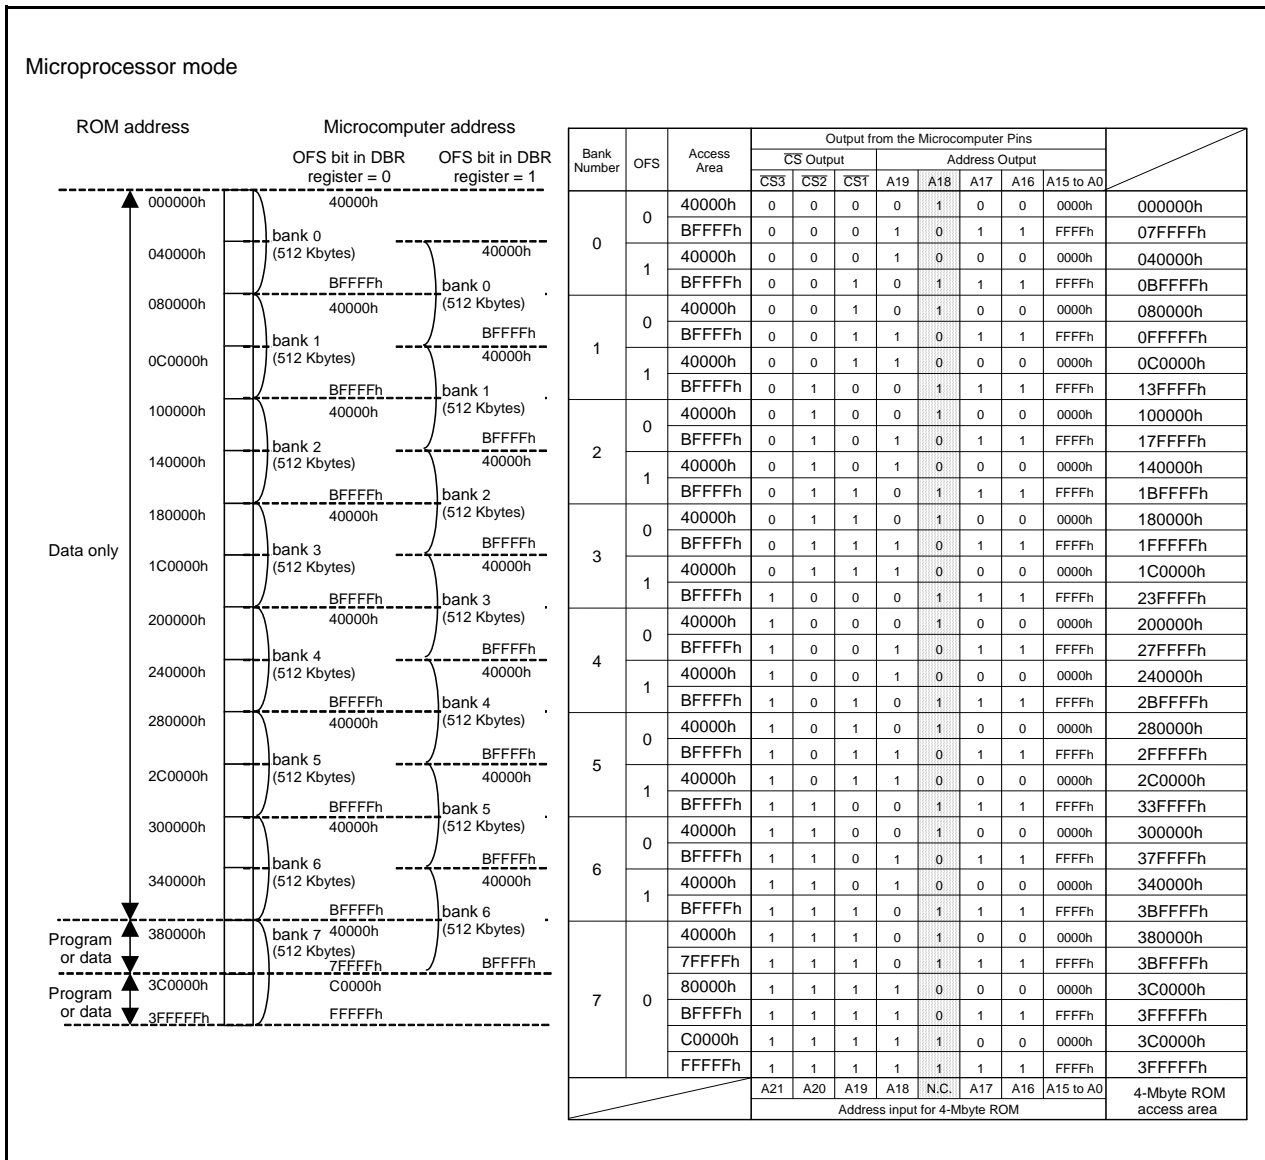 Microprocessor mode
ROM address
Microcomputer address
OFS bit in DBR register = 0
OFS bit in DBR register = 1
000000h 40000h
bank 0
(512 Kbytes)
040000h 40000h
BFFFFh bank 0
(512 Kbytes)
080000h 40000h
BFFFFh
bank 1
(512 Kbytes)
0C0000h 40000h
BFFFFh bank 1
(512 Kbytes)
100000h 40000h
BFFFFh
bank 2
(512 Kbytes)
140000h 40000h
BFFFFh bank 2
(512 Kbytes)
180000h 40000h
BFFFFh
Data only
bank 3
(512 Kbytes)
1C0000h 40000h
BFFFFh bank 3
(512 Kbytes)
200000h 40000h
BFFFFh
bank 4
(512 Kbytes)
240000h 40000h
BFFFFh bank 4
(512 Kbytes)
280000h 40000h
BFFFFh
bank 5
(512 Kbytes)
2C0000h 40000h
BFFFFh bank 5
(512 Kbytes)
300000h 40000h
BFFFFh
bank 6
(512 Kbytes)
340000h 40000h
BFFFFh bank 6
(512 Kbytes)
Program or data
380000h 40000h
bank 7
(512 Kbytes)
7FFFFh BFFFFh
Program or data
3C0000h C0000h
3FFFFFh FFFFFh
Bank Number OFS Access Area Output from the Microcomputer Pins
CS Output Address Output
CS3 CS2 CS1 A19 A18 A17 A16 A15 to A0
0 0 40000h 0 0 0 0 1 0 0 0000h 000000h
BFFFFh 0 0 0 1 0 1 1 FFFFh 07FFFFh
1 40000h 0 0 0 1 0 0 0 0000h 040000h
BFFFFh 0 0 1 0 1 1 1 FFFFh 0BFFFFh
1 0 40000h 0 0 1 0 1 0 0 0000h 080000h
BFFFFh 0 0 1 1 0 1 1 FFFFh 0FFFFFh
1 40000h 0 0 1 1 0 0 0 0000h 0C0000h
BFFFFh 0 1 0 0 1 1 1 FFFFh 13FFFFh
2 0 40000h 0 1 0 0 1 0 0 0000h 100000h
BFFFFh 0 1 0 1 0 1 1 FFFFh 17FFFFh
1 40000h 0 1 0 1 0 0 0 0000h 140000h
BFFFFh 0 1 1 0 1 1 1 FFFFh 1BFFFFh
3 0 40000h 0 1 1 0 1 0 0 0000h 180000h
BFFFFh 0 1 1 1 0 1 1 FFFFh 1FFFFFh
1 40000h 0 1 1 1 0 0 0 0000h 1C0000h
BFFFFh 1 0 0 0 1 1 1 FFFFh 23FFFFh
4 0 40000h 1 0 0 0 1 0 0 0000h 200000h
BFFFFh 1 0 0 1 0 1 1 FFFFh 27FFFFh
1 40000h 1 0 0 1 0 0 0 0000h 240000h
BFFFFh 1 0 1 0 1 1 1 FFFFh 2BFFFFh
5 0 40000h 1 0 1 0 1 0 0 0000h 280000h
BFFFFh 1 0 1 1 0 1 1 FFFFh 2FFFFFh
1 40000h 1 0 1 1 0 0 0 0000h 2C0000h
BFFFFh 1 1 0 0 1 1 1 FFFFh 33FFFFh
6 0 40000h 1 1 0 0 1 0 0 0000h 300000h
BFFFFh 1 1 0 1 0 1 1 FFFFh 37FFFFh
1 40000h 1 1 0 1 0 0 0 0000h 340000h
BFFFFh 1 1 1 0 1 1 1 FFFFh 3BFFFFh
7 0 40000h 1 1 1 0 1 0 0 0000h 380000h
7FFFFh 1 1 1 0 1 1 1 FFFFh 3BFFFFh
80000h 1 1 1 1 0 0 0 0000h 3C0000h
BFFFFh 1 1 1 1 0 1 1 FFFFh 3FFFFFh
C0000h 1 1 1 1 1 0 0 0000h 3C0000h
FFFFFh 1 1 1 1 1 1 1 FFFFh 3FFFFFh
A21 A20 A19 A18 N.C. A17 A16 A15 to A0
Address input for 4-Mbyte ROM
4-Mbyte ROM access area